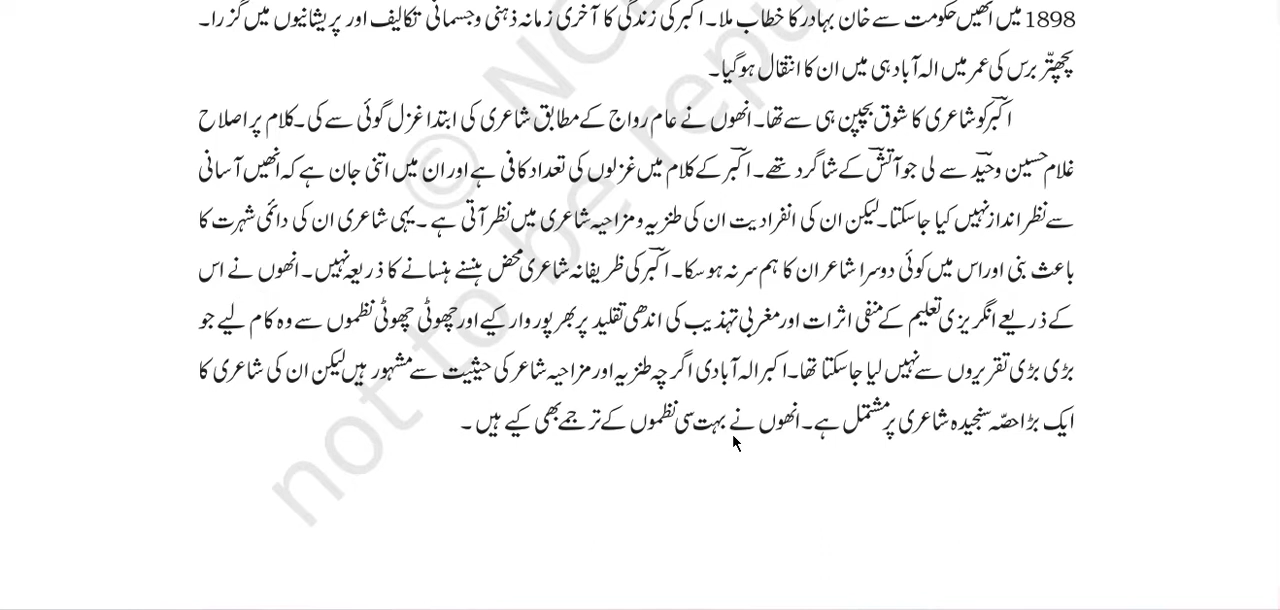 1898 میں انھیں حکومت سے خان بہادر کا خطاب ملا۔ اکبر کی زندگی کا آخری زمانہ ذہنی وجسمانی تکالیف اور پریشانیوں میں گزرا۔
پچھتّر برس کی عمر میں الہ آباد ہی میں ان کا انتقال ہوگیا۔
اکبرؔ کو شاعری کا شوق بچپن ہی سے تھا۔ انھوں نے عام رواج کے مطابق شاعری کی ابتدا غزل گوئی سے کی۔ کلام پر اصلاح
غلام حسین وحیدؔ سے لی جو آتشؔ کے شاگرد تھے۔ اکبرؔ کے کلام میں غزلوں کی تعداد کافی ہے اور ان میں اتنی جان ہے کہ انھیں آسانی
سے نظر انداز نہیں کیا جاسکتا۔ لیکن ان کی انفرادیت ان کی طنزیہ ومزاحیہ شاعری میں نظر آتی ہے ۔ یہی شاعری ان کی دائمی شہرت کا
باعث بنی اور اس میں کوئی دوسرا شاعر ان کا ہم سر نہ ہوسکا۔ اکبرؔ کی ظریفانہ شاعری محض ہنسنے ہنسانے کا ذریعہ نہیں۔ انھوں نے اس
کے ذریعے انگریزی تعلیم کے منفی اثرات اور مغربی تہذیب کی اندھی تقلید پر بھرپور وار کیے اور چھوٹی چھوٹی نظموں سے وہ کام لیے جو
بڑی بڑی تقریروں سے نہیں لیا جاسکتا تھا۔ اکبر الہ آبادی اگر چہ طنزیہ اور مزاحیہ شاعر کی حیثیت سے مشہور ہیں لیکن ان کی شاعری کا
ایک بڑا حصّہ سنجیدہ شاعری پر مشتمل ہے۔ انھوں نے بہت سی نظموں کے ترجمے بھی کیے ہیں ۔
© NC
not to be repu